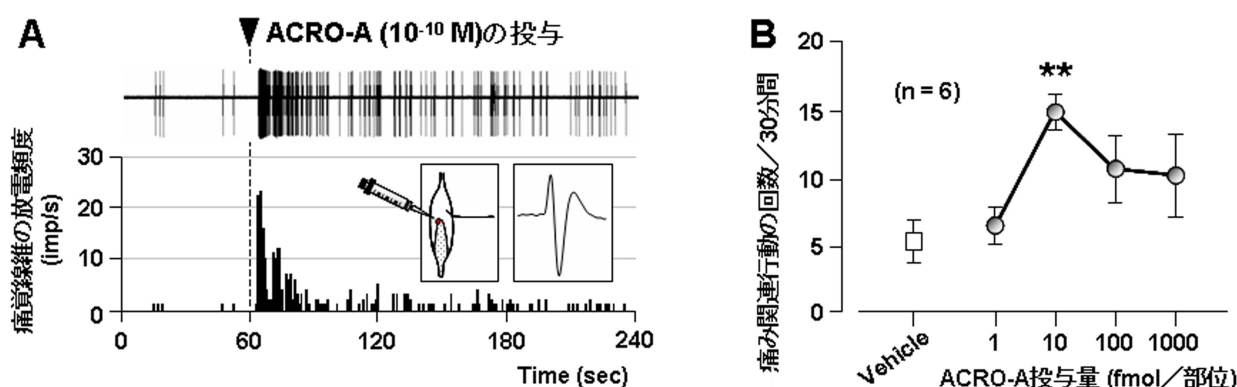 A
ACRO-A (10-10 M)の投与
痛覚線維の放電頻度
(imp/s)
30
20
10
0
0
60
120
180
240
Time (sec)
B
痛み関連行動の回数／30分間
20
15
10
5
0
(n = 6)
**
Vehicle
1
10
100
1000
ACRO-A投与量 (fmol／部位)